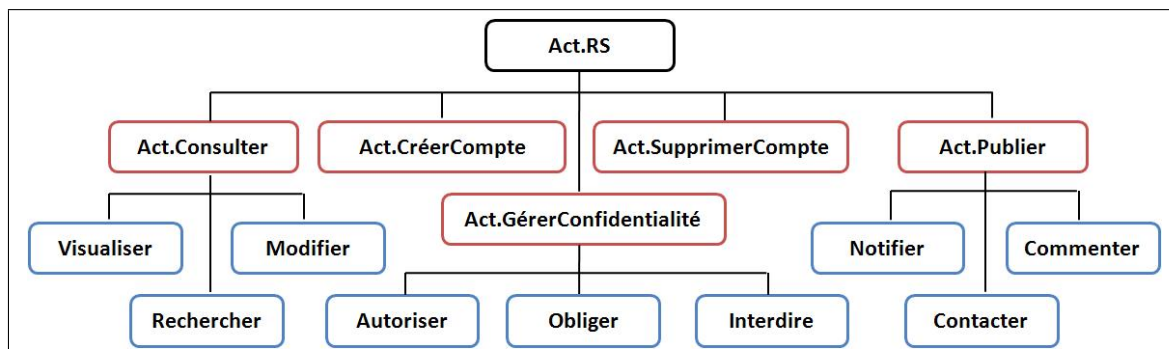 Act.RS
Act.Consulter
Act.CréerCompte
Act.SupprimerCompte
Act.Publier
Act.GérerConfidentialité
Visualiser
Modifier
Notifier
Commenter
Rechercher
Autoriser
Obliger
Interdire
Contacter